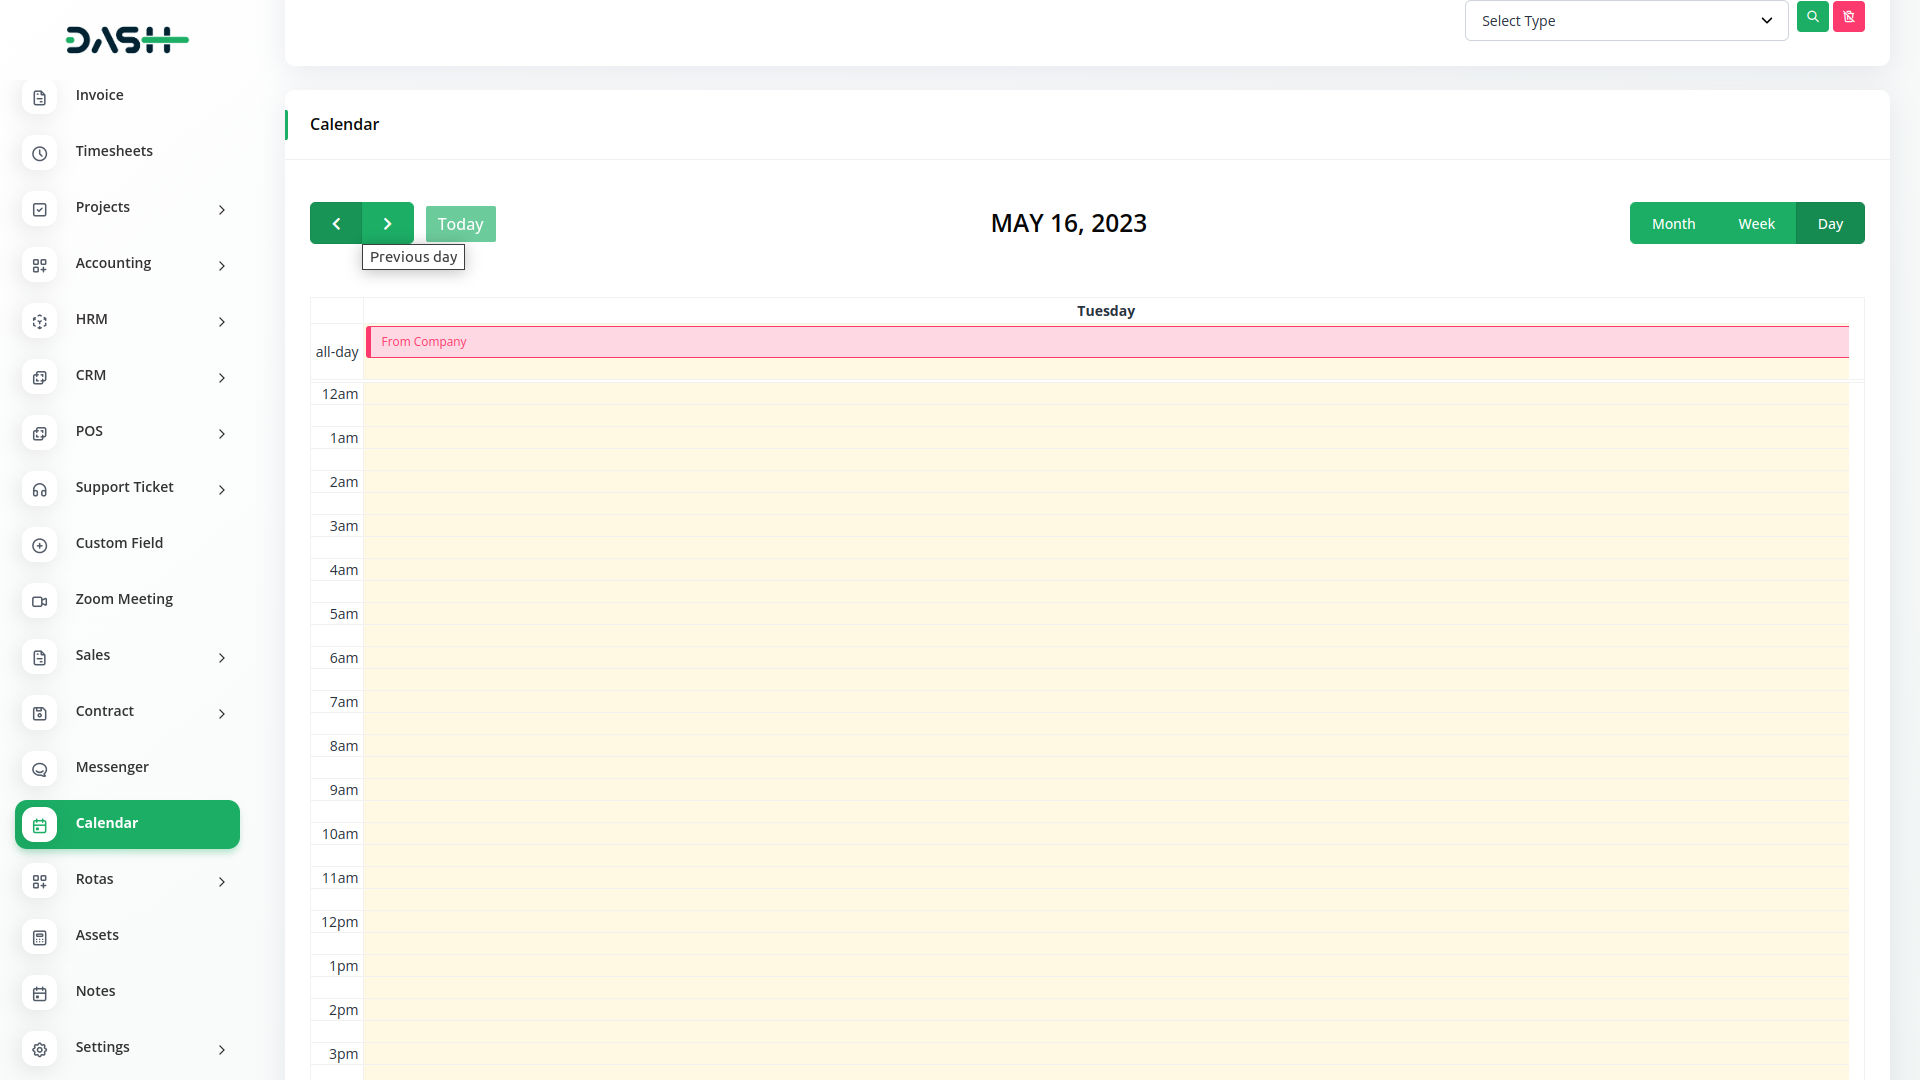 DASH
Invoice
Timesheets
Projects
Accounting
HRM
CRM
POS
Support Ticket
Custom Field
Zoom Meeting
Sales
Contract
Messenger
Calendar
Rotas
Assets
Notes
Settings
Select Type
Calendar
Today
Previous day
MAY 16, 2023
Month
Week
Day
Tuesday
all-day
From Company
12am
1am
2am
3am
4am
5am
6am
7am
8am
9am
10am
11am
12pm
1pm
2pm
3pm